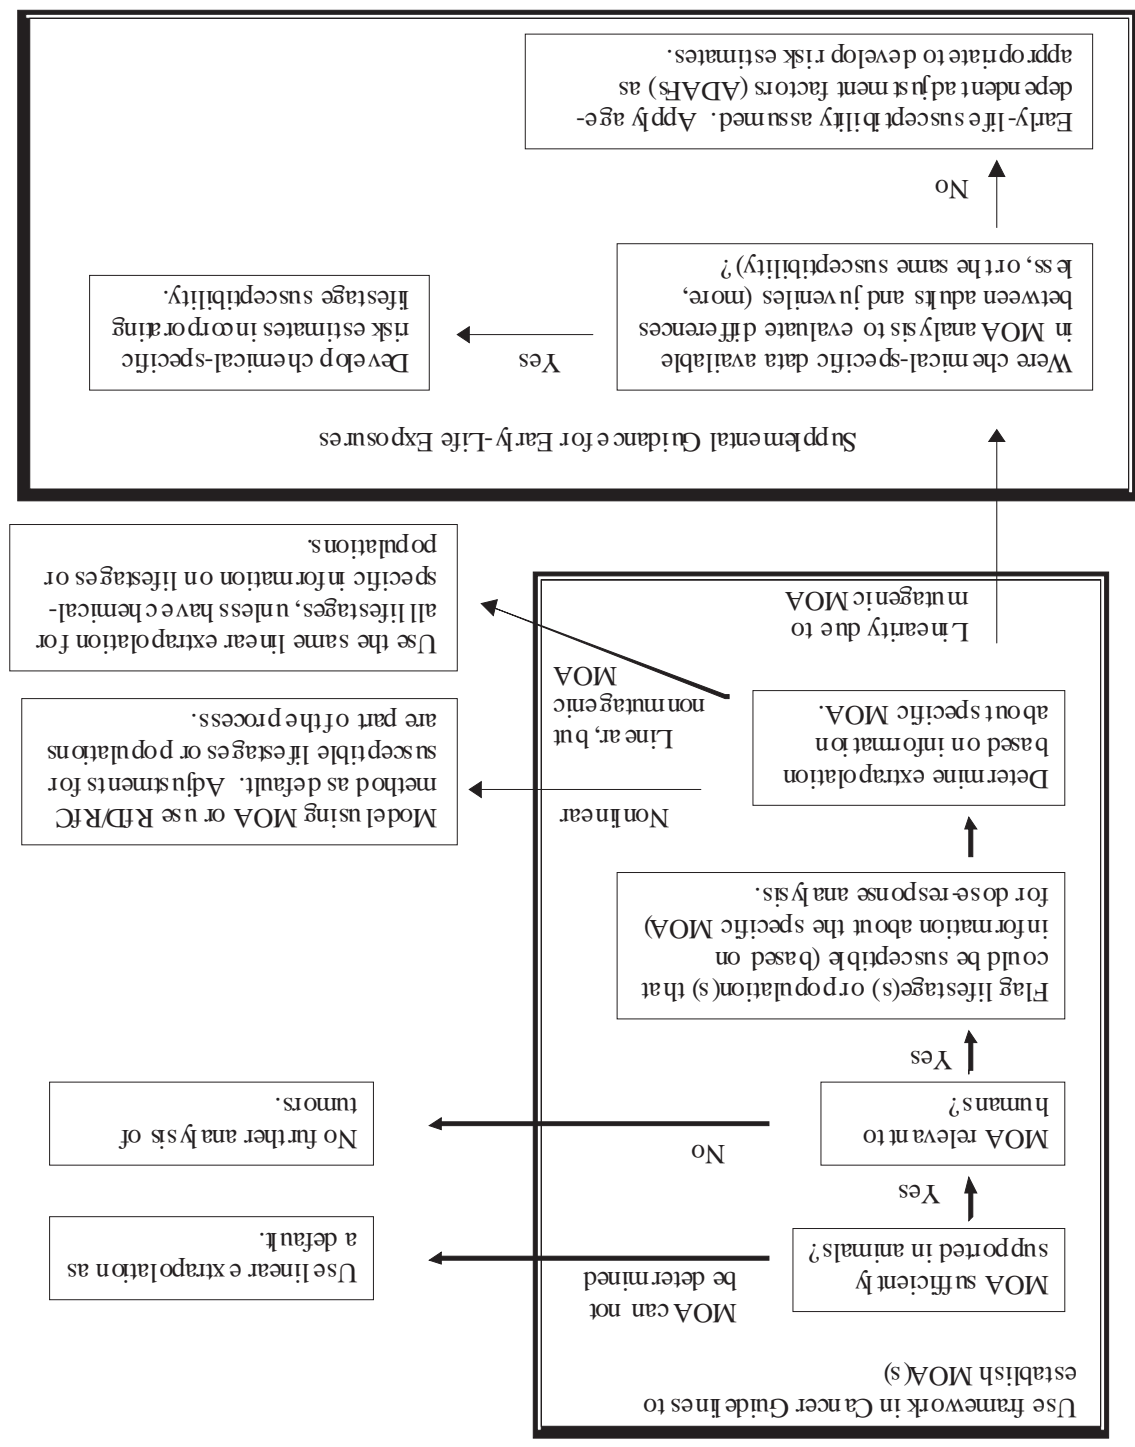 Use framework in Cancer Guidelines to
establish MOA(s)
MOA sufficiently
supported in animals?
MOA can not
be determined
Use linear extrapolation as
a default.
Yes
MOA relevant to
humans?
No
No further analysis of
tumors.
Yes
Flag lifestage(s) or population(s) that
could be susceptible (based on
information about the specific MOA)
for dose-response analysis.
Determine extrapolation
based on information
about specific MOA.
Nonlinear
Model using MOA or use RfD/RfC
method as default. Adjustments for
susceptible lifestages or populations
are part of the process.
Linear, but
nonmutagenic
MOA
Use the same linear extrapolation for
all lifestages, unless have chemical-
specific information on lifestages or
populations.
Linearity due to
mutagenic MOA
Supplemental Guidance for Early-Life Exposures
Were chemical-specific data available
in MOA analysis to evaluate differences
between adults and juveniles (more,
less, or the same susceptibility)?
Yes
Develop chemical-specific
risk estimates incorporating
lifestage susceptibility.
No
Early-life susceptibility assumed. Apply age-
dependent adjustment factors (ADAFs) as
appropriate to develop risk estimates.